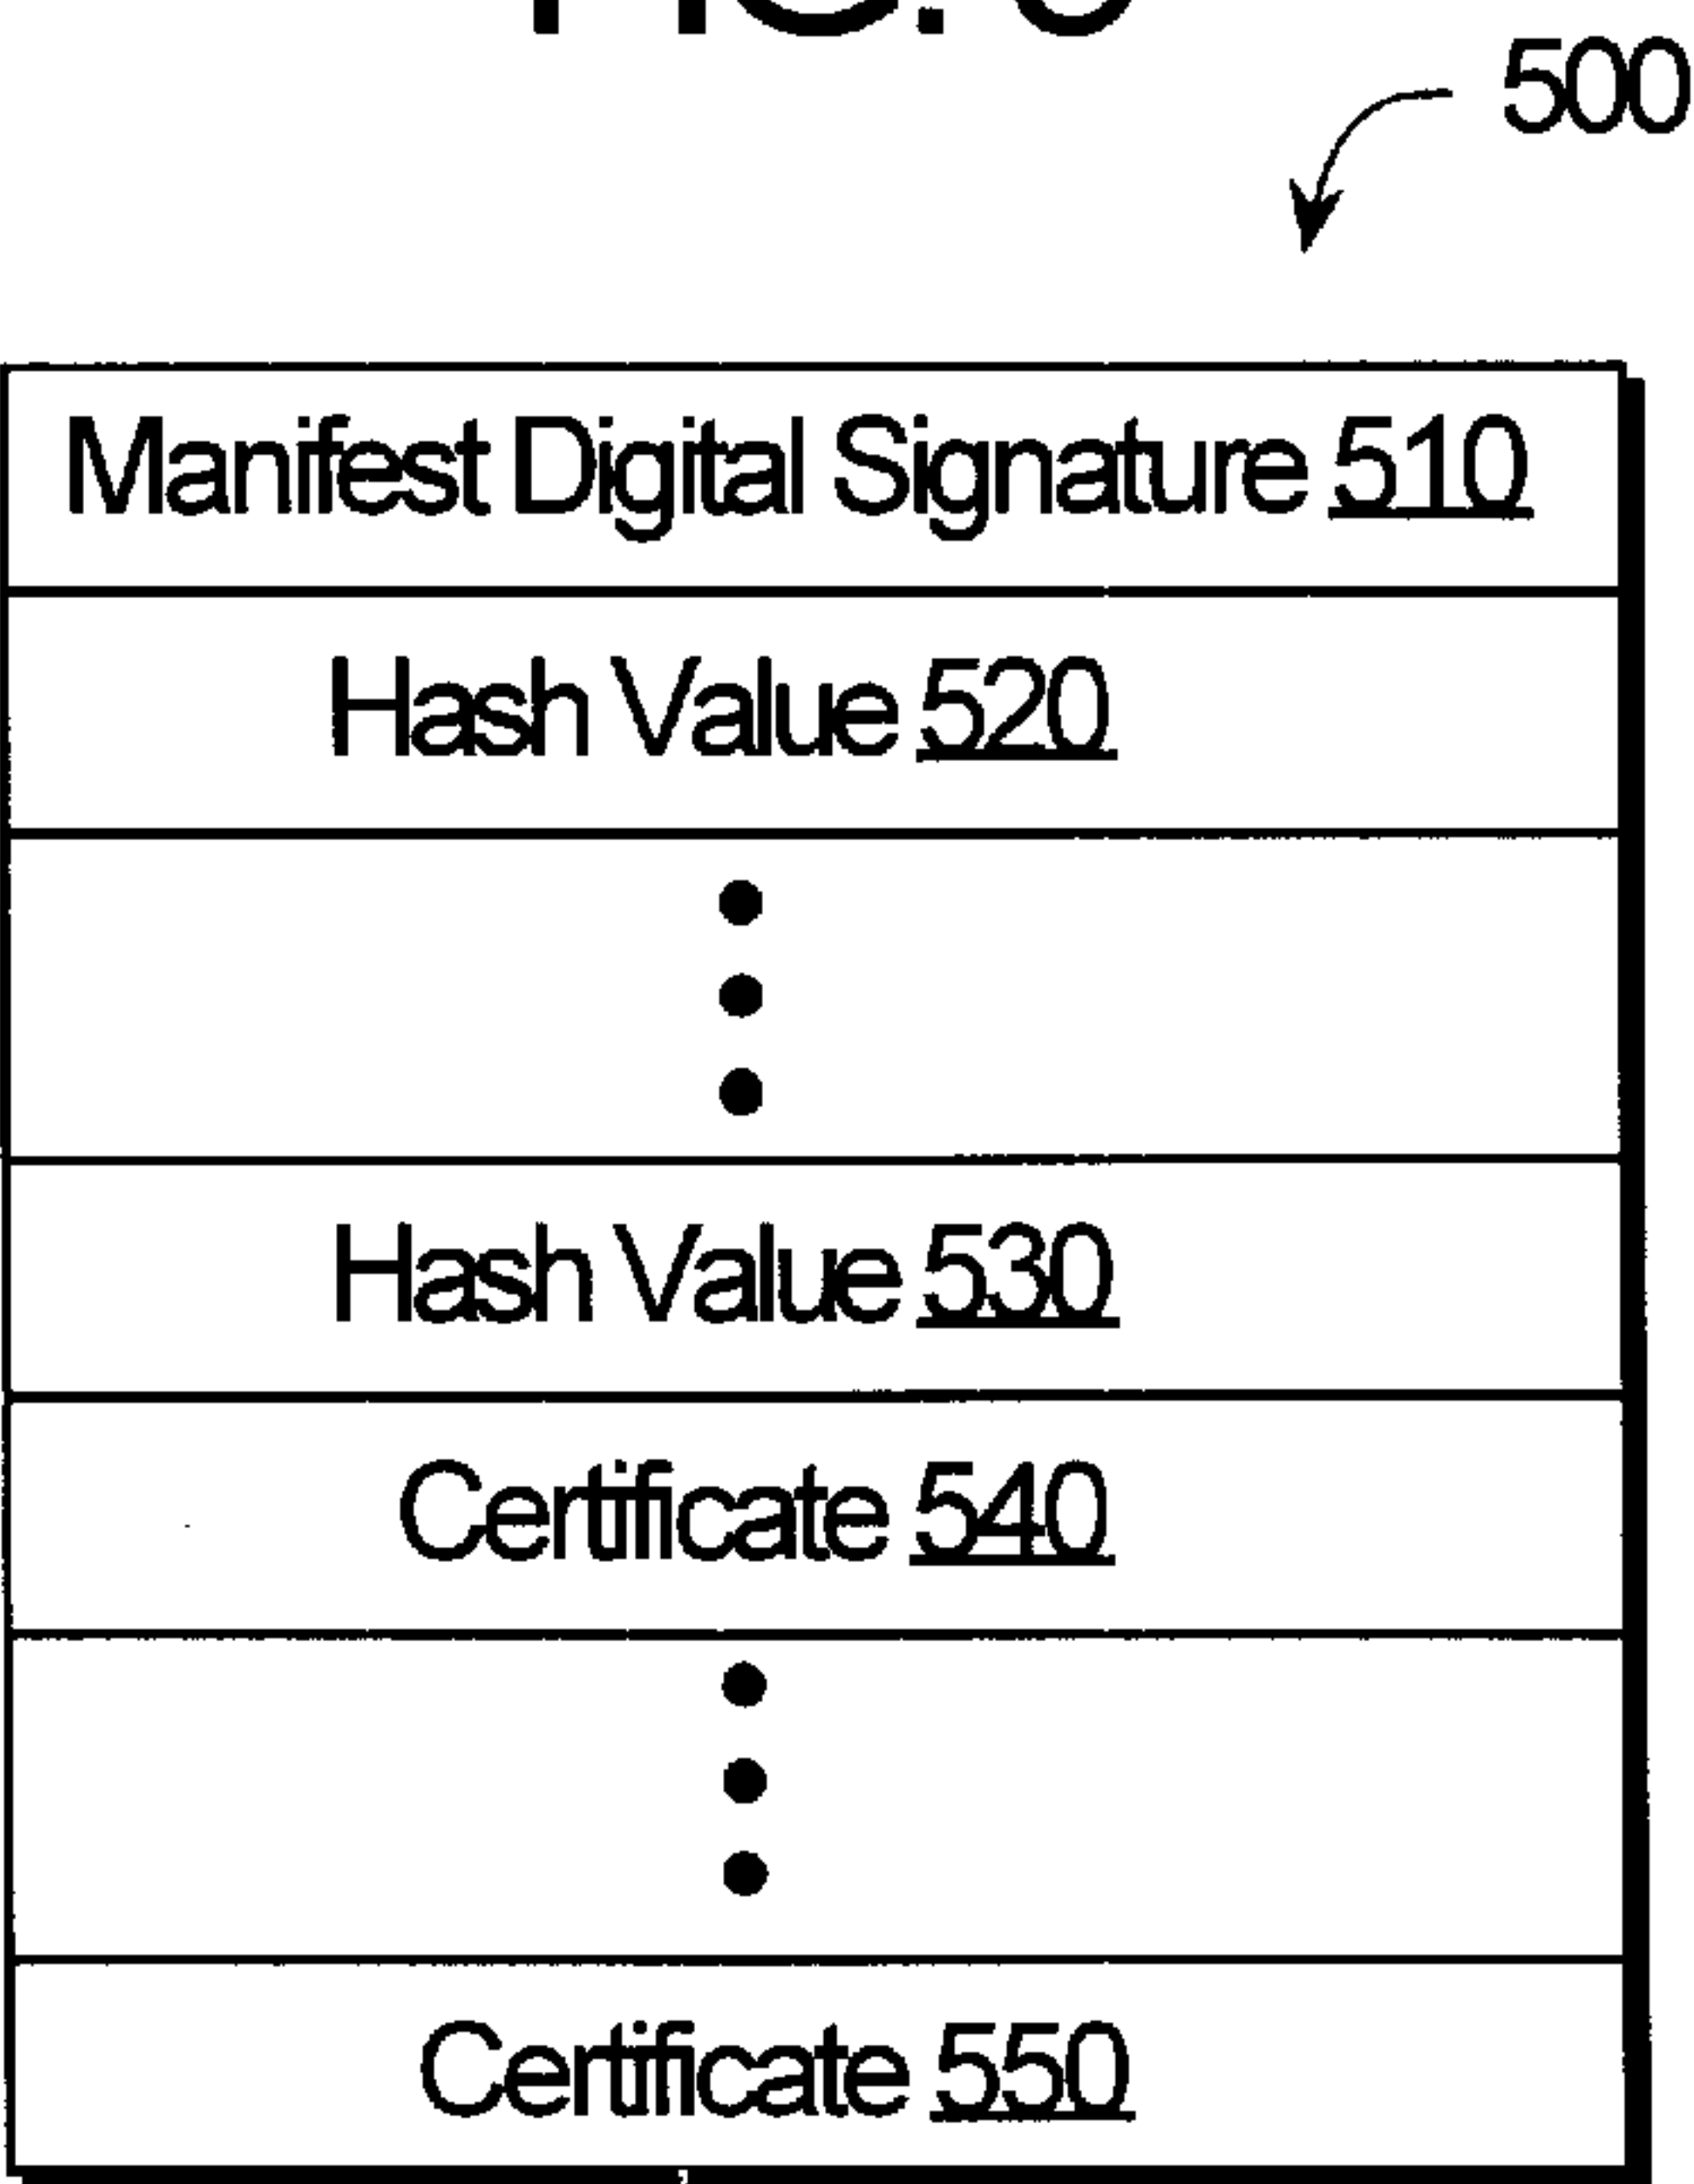 500
Manifest Digital Signature 510
Hash Value 520
Hash Value 530
Certificate 540
Certificate 550